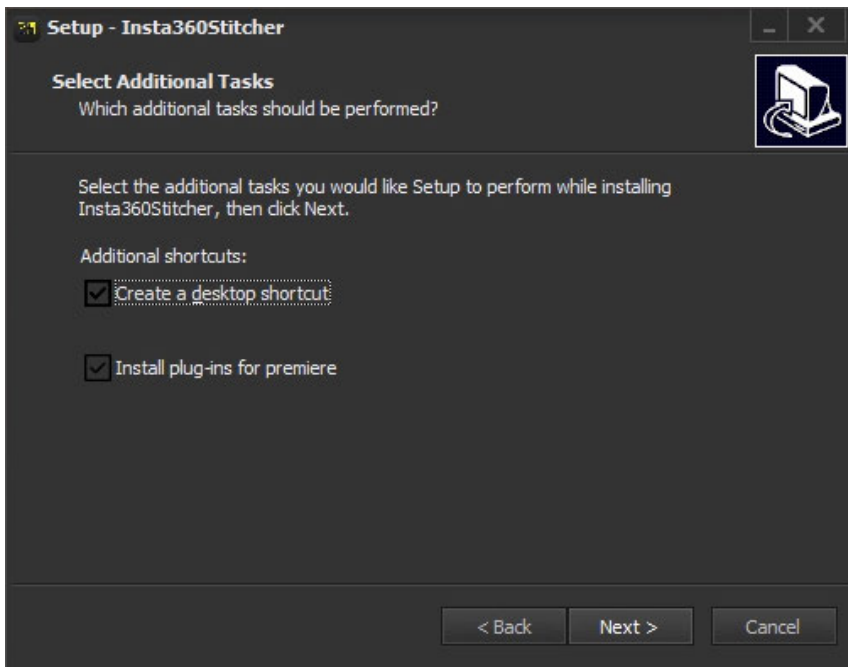 Setup - Insta360Stitcher
Select Additional Tasks
Which additional tasks should be performed?
Select the additional tasks you would like Setup to perform while installing
Insta360Stitcher, then click Next.
Additional shortcuts:
Create a desktop shortcut
Install plug-ins for premiere
< Back
Next >
Cancel